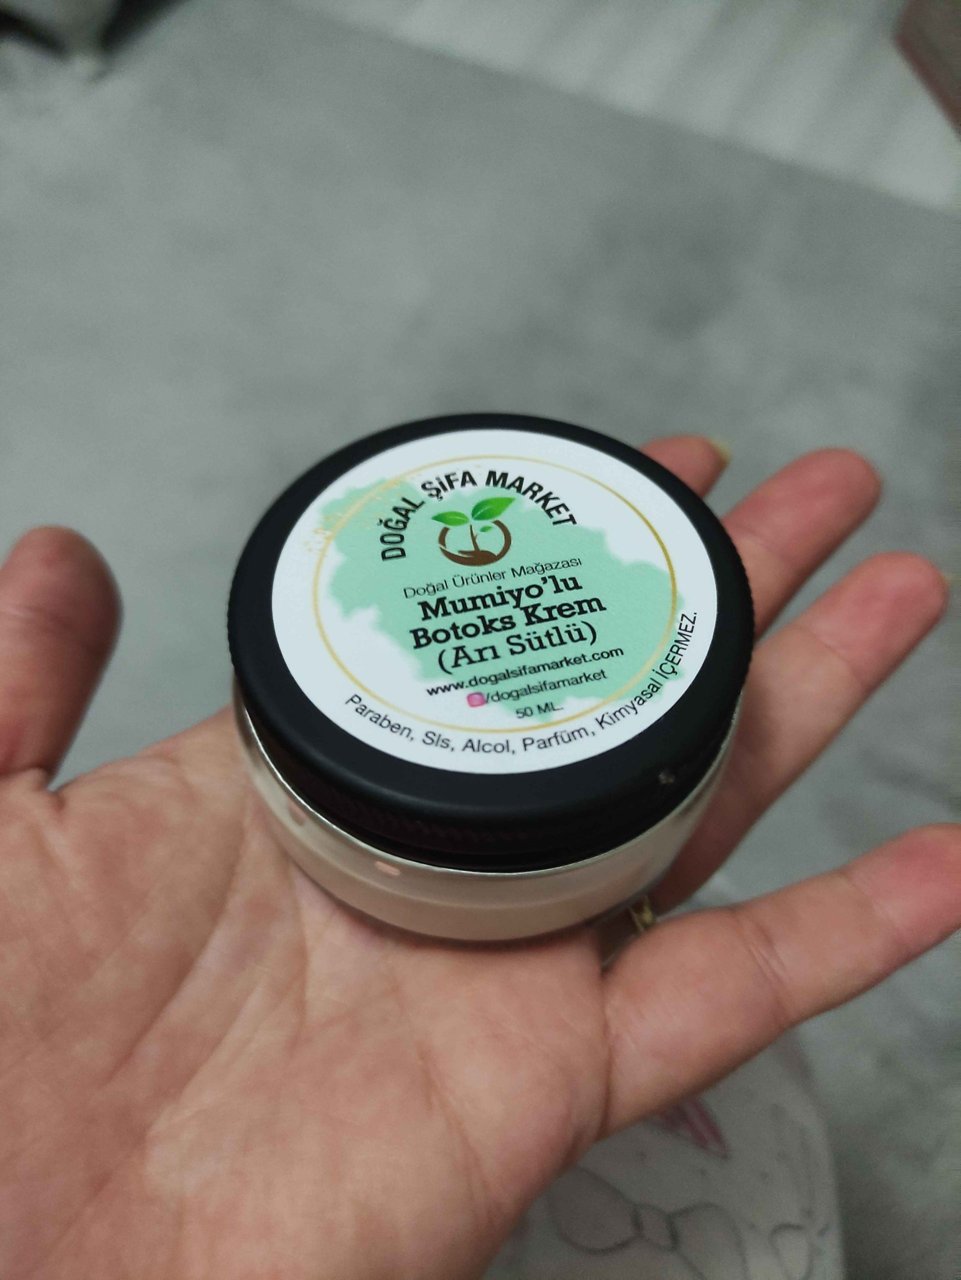 DOĞAL ŞİFA MARKET
Doğal Ürünler Mağazası
Mumiyo'lu
Botoks Krem
(Arı Sütlü)
www.dogalsifamarket.com
/dogalsifamarket
50 ML.
Paraben, Sls, Alcol, Parfüm, Kimyasal İÇERMEZ.